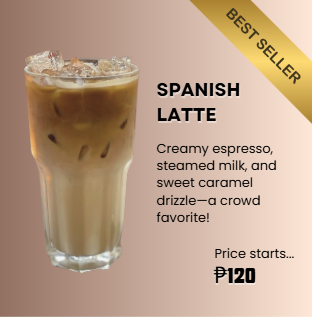 BEST SELLER
SPANISH
LATTE
Creamy espresso,
steamed milk, and
sweet caramel
drizzle—a crowd
favorite!
Price starts...
₱120